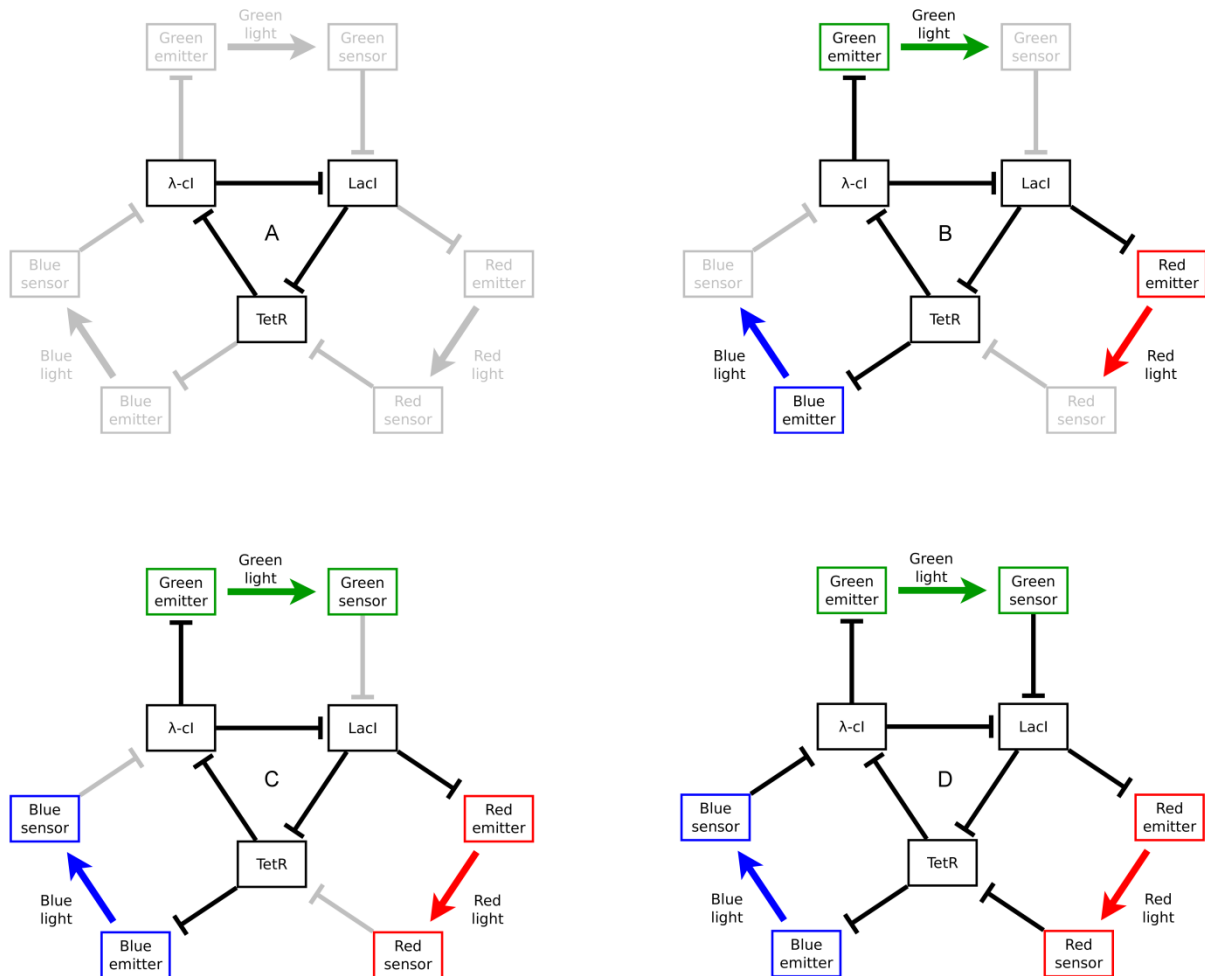 Green
light
Green
emitter
Green
sensor
λ-cI
LacI
A
Blue
sensor
Red
emitter
TetR
Blue
light
Red
light
Blue
emitter
Red
sensor
Green
light
Green
emitter
Green
sensor
λ-cI
LacI
B
Blue
sensor
Red
emitter
TetR
Blue
light
Red
light
Blue
emitter
Red
sensor
Green
light
Green
emitter
Green
sensor
λ-cI
LacI
C
Blue
sensor
Red
emitter
TetR
Blue
light
Red
light
Blue
emitter
Red
sensor
Green
light
Green
emitter
Green
sensor
λ-cI
LacI
D
Blue
sensor
Red
emitter
TetR
Blue
light
Red
light
Blue
emitter
Red
sensor